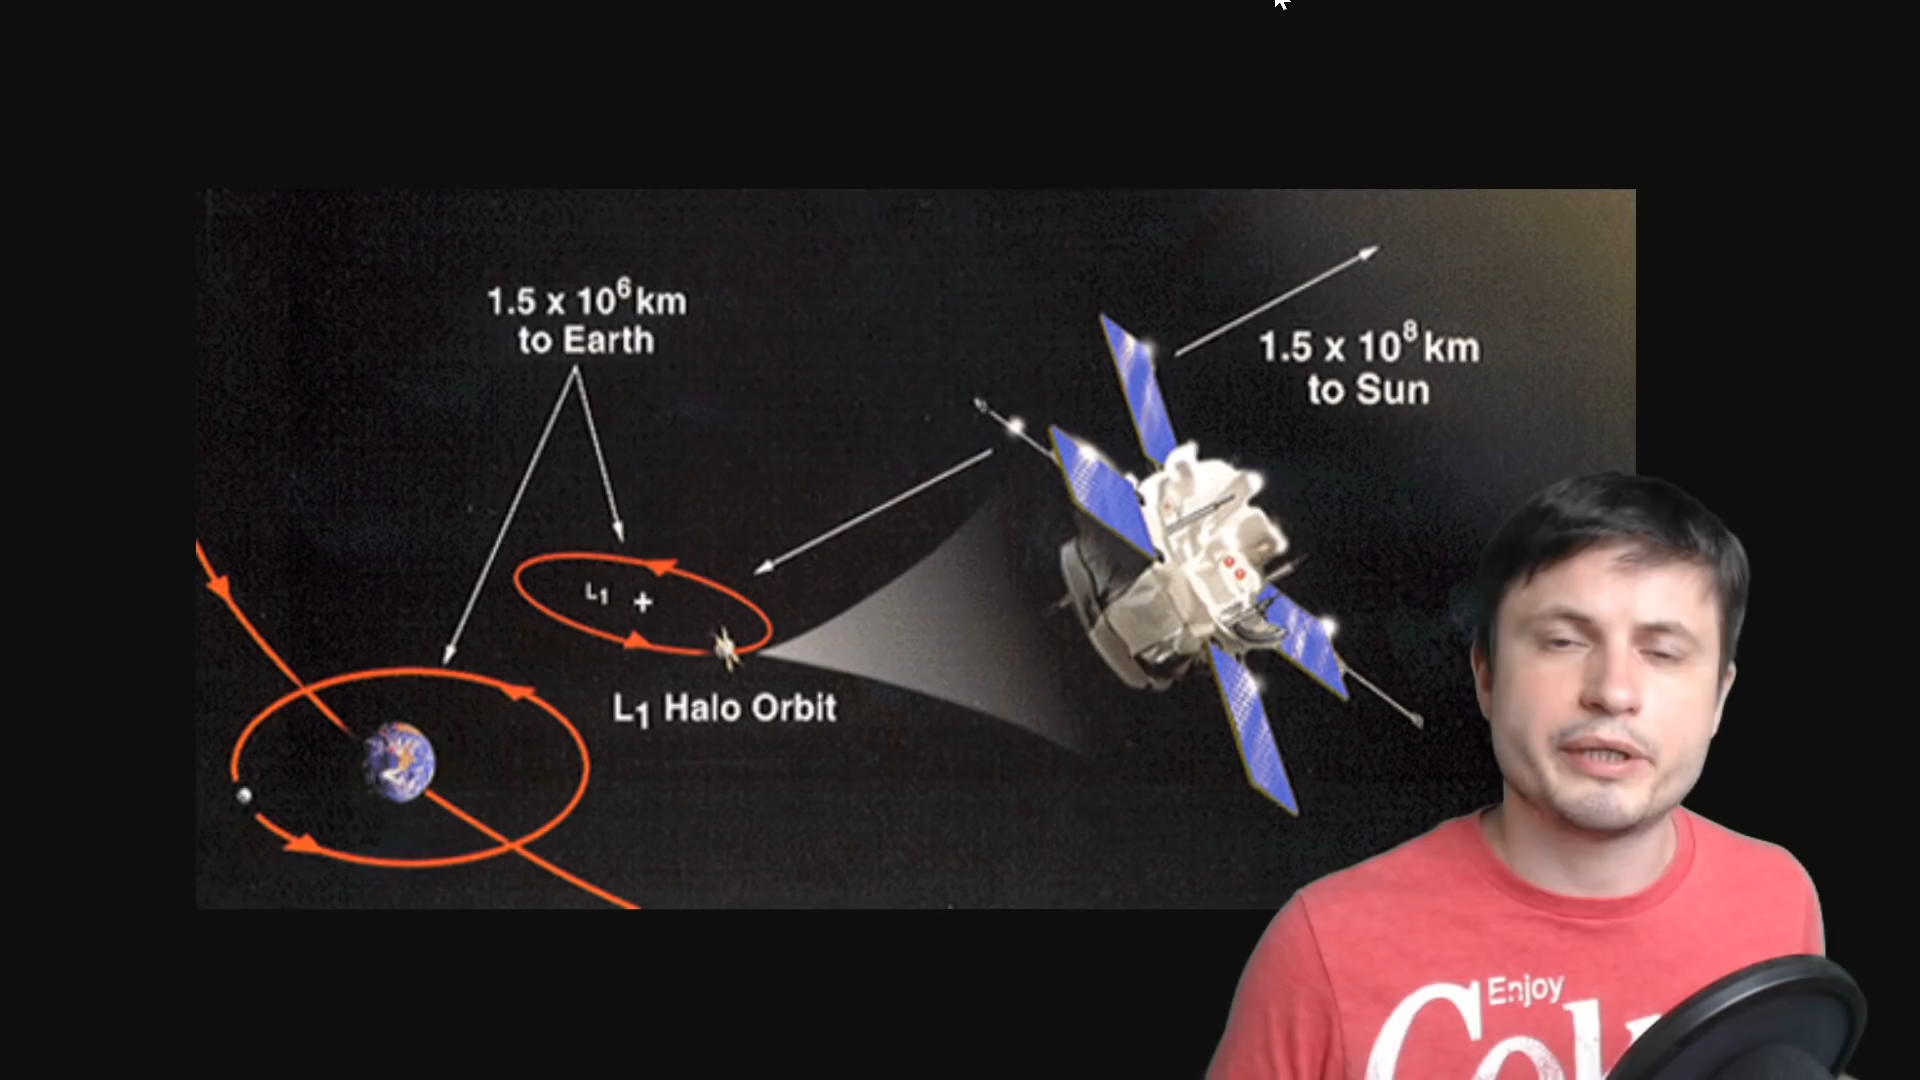 1.5 x 10⁶ km
to Earth
1.5 x 10⁸ km
to Sun
L₁
L₁ Halo Orbit
Enjoy